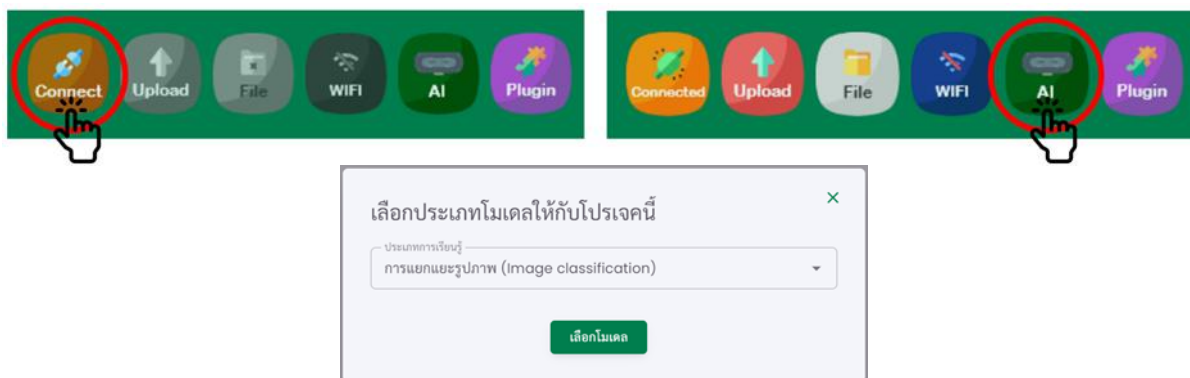 Connect Upload File WIFI AI Plugin
Connected Upload File WIFI AI Plugin
เลือกประเภทโมเดลให้กับโปรเจคนี้
ประเภทการเรียนรู้
การแยกแยะรูปภาพ (Image classification)
เลือกโมเดล